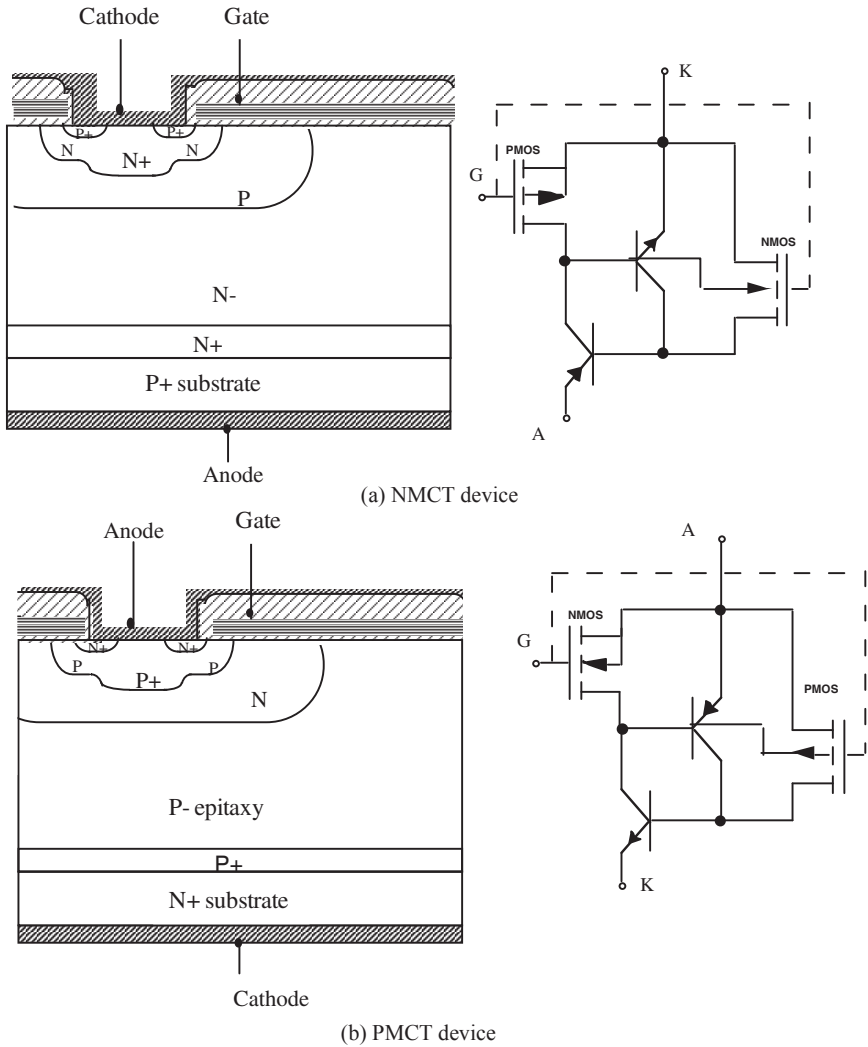 Cathode
Gate
P+
P+
N
N+
N
P
N-
N+
P+ substrate
Anode
K
PMOS
G
NMOS
A
(a) NMCT device
Anode
Gate
N+
N+
P
P+
P
N
P- epitaxy
P+
N+ substrate
Cathode
A
NMOS
G
PMOS
K
(b) PMCT device